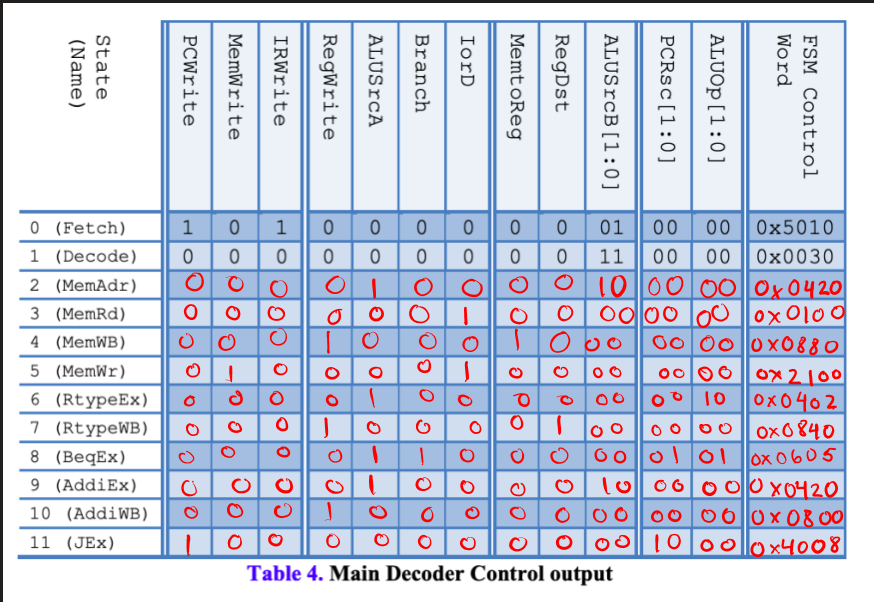 State (Name) PCWrite MemWrite IRWrite RegWrite ALUSrcA Branch IorD MemtoReg RegDst ALUSrcB[1:0] PCRsc[1:0] ALUOp[1:0] FSM Control Word
0 (Fetch) 1 0 1 0 0 0 0 0 0 01 00 00 0x5010
1 (Decode) 0 0 0 0 0 0 0 0 0 11 00 00 0x0030
2 (MemAdr) 0 0 0 0 1 0 0 0 0 10 00 00 0x0420
3 (MemRd) 0 0 0 0 0 0 1 0 0 00 00 00 0x0100
4 (MemWB) 0 0 0 1 0 0 0 1 0 00 00 00 0x0880
5 (MemWr) 0 1 0 0 0 0 1 0 0 00 00 00 0x2100
6 (RtypeEx) 0 0 0 0 1 0 0 0 0 00 00 10 0x0402
7 (RtypeWB) 0 0 0 1 0 0 0 0 1 00 00 00 0x0840
8 (BeqEx) 0 0 0 0 1 1 0 0 0 00 01 01 0x0605
9 (AddiEx) 0 0 0 0 1 0 0 0 0 10 00 00 0x0420
10 (AddiWB) 0 0 0 1 0 0 0 0 0 00 00 00 0x0800
11 (JEx) 1 0 0 0 0 0 0 0 0 00 10 00 0x4008
Table 4. Main Decoder Control output